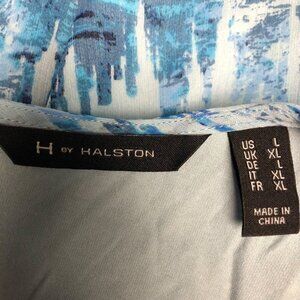 H BY HALSTON
US L
UK XL
DE L
IT XL
FR XL
MADE IN
CHINA